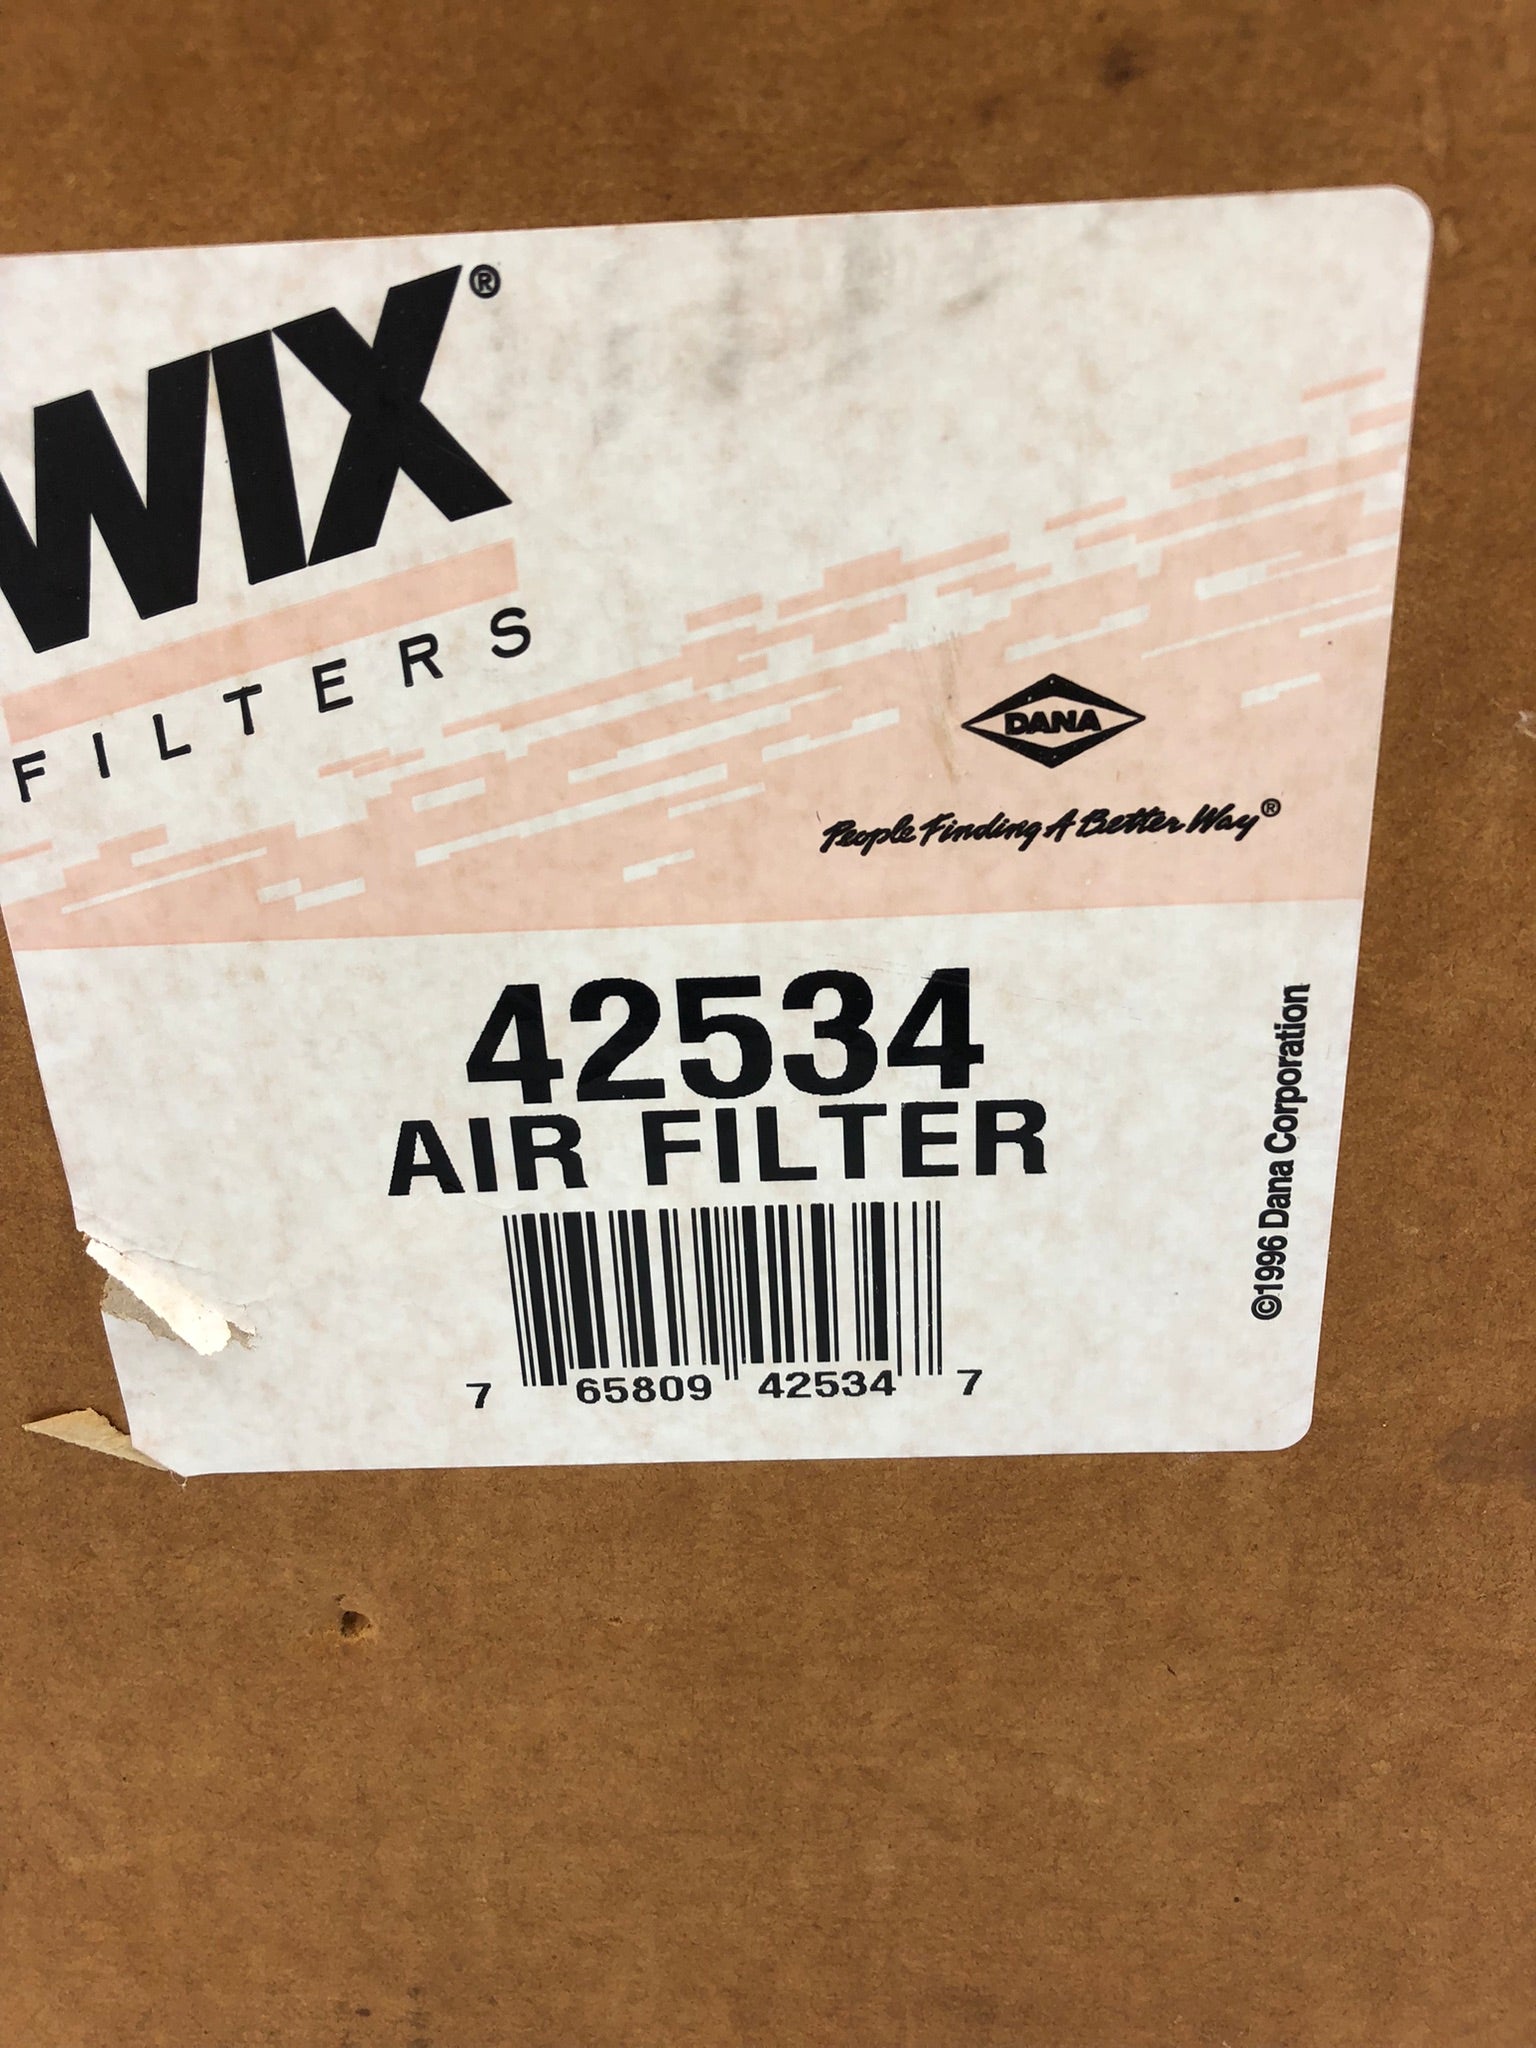 WIX®
FILTERS
DANA
People Finding A Better Way®
42534
AIR FILTER
7 65809 42534 7
©1996 Dana Corporation